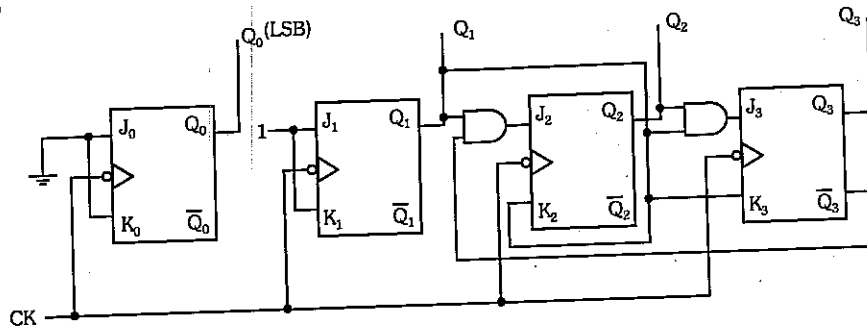 Q₀ (LSB)
Q₁
Q₂
Q₃
J₀ Q₀
K₀ Q̅₀
1
J₁ Q₁
K₁ Q̅₁
J₂ Q₂
K₂ Q̅₂
J₃ Q₃
K₃ Q̅₃
CK